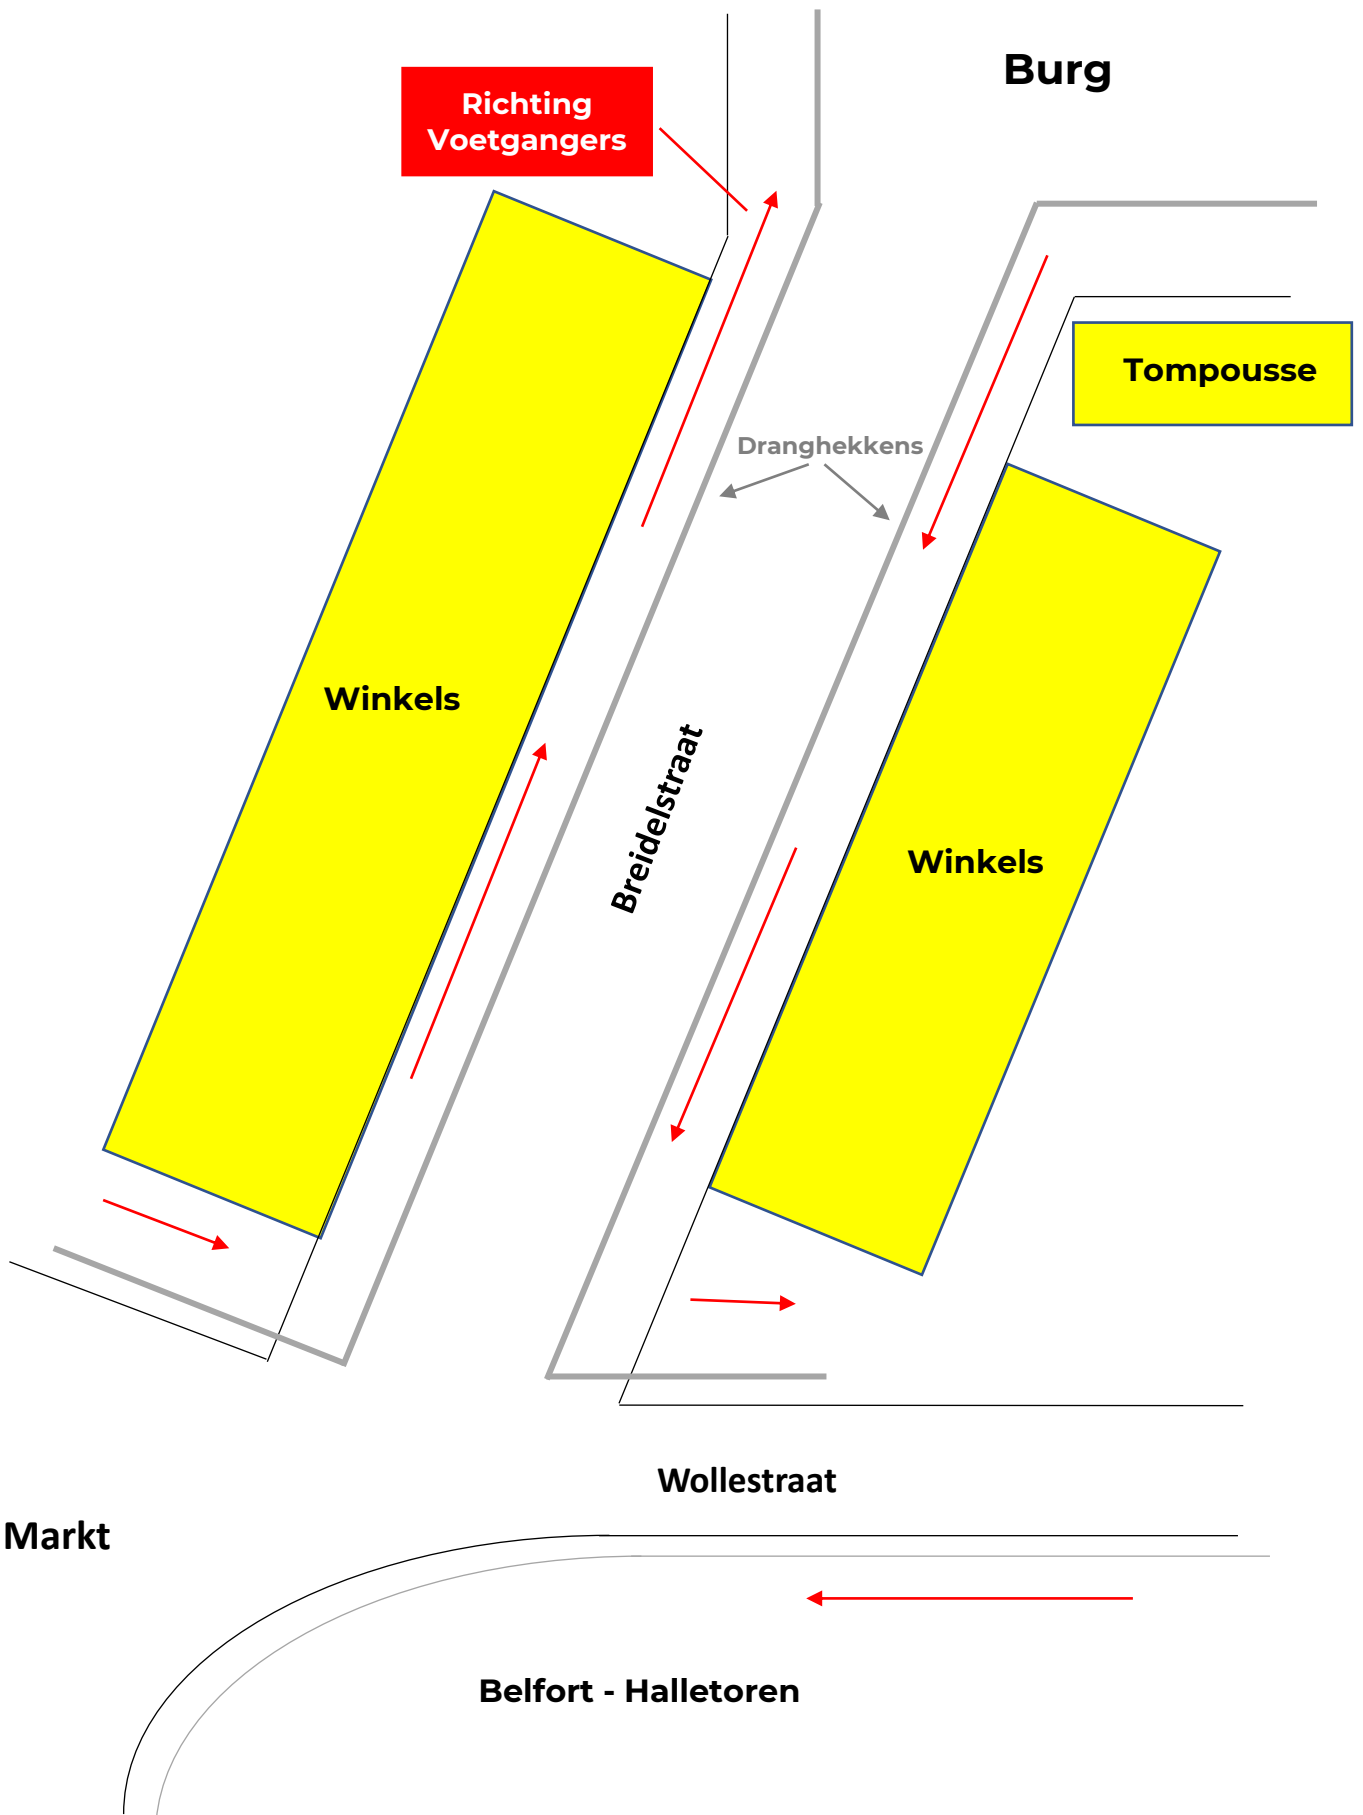 Burg
Richting
Voetgangers
Tompousse
Dranghekkens
Winkels
Breidelstraat
Winkels
Wollestraat
Markt
Belfort - Halletoren